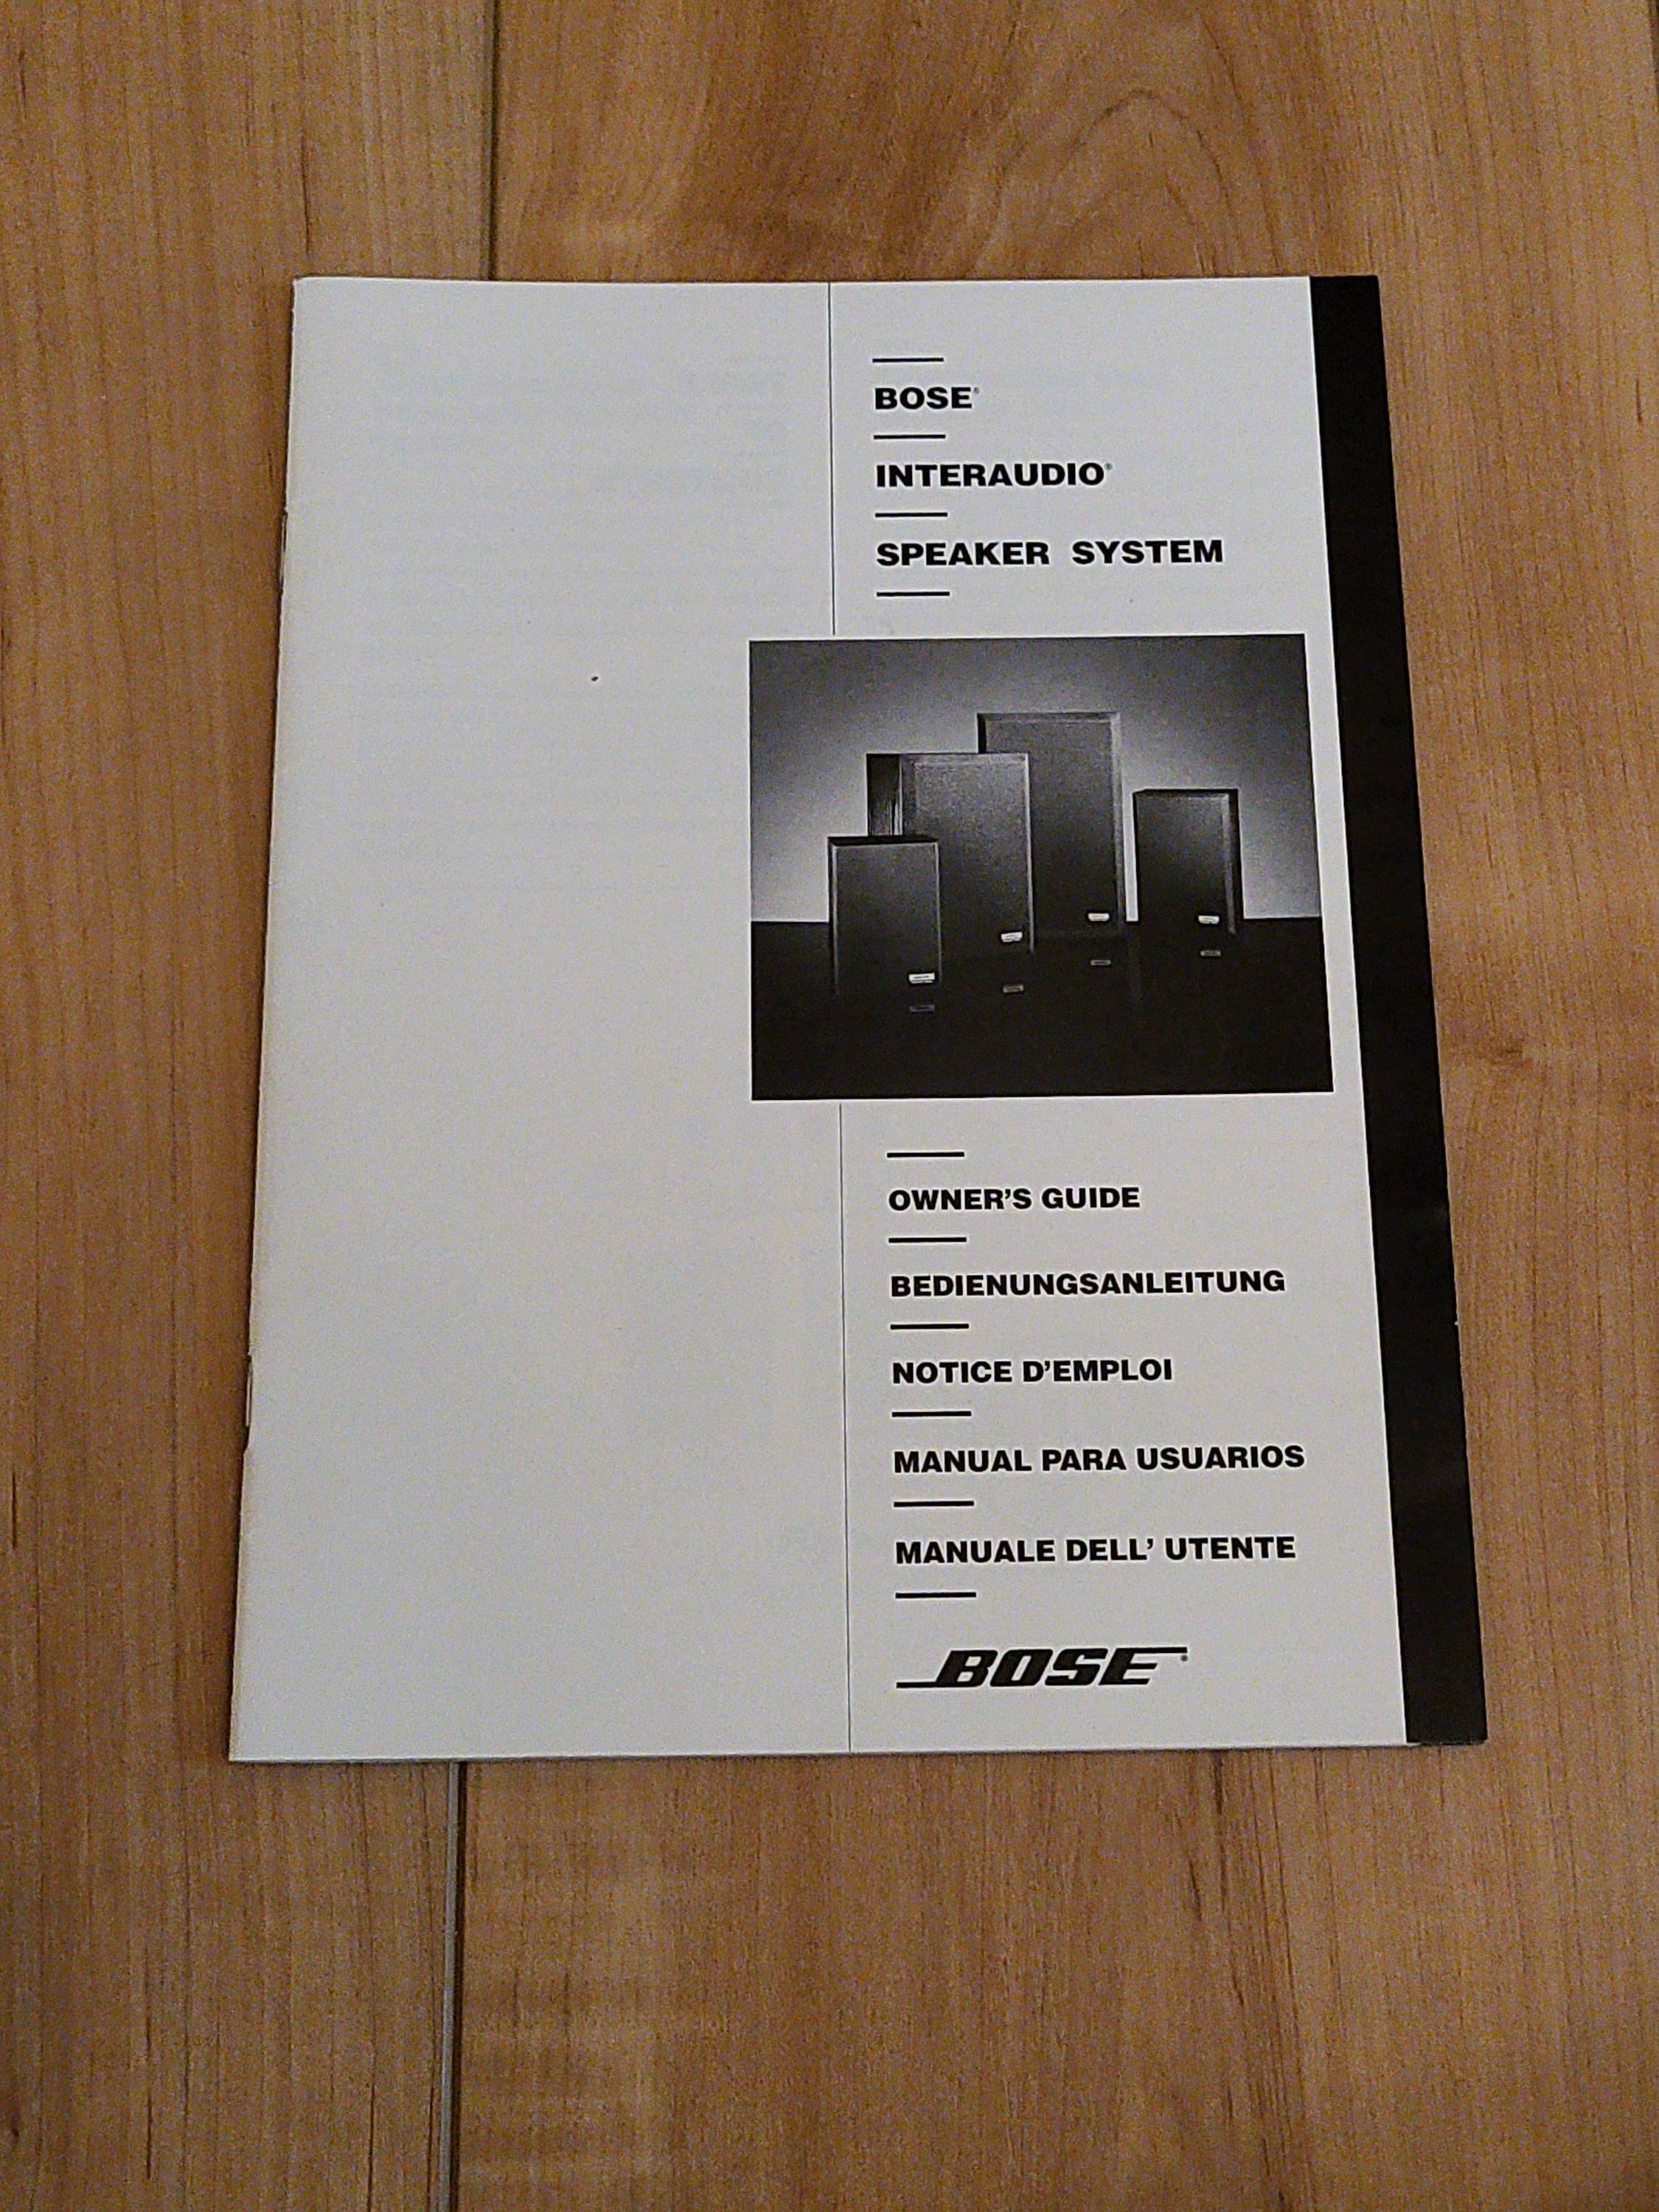 BOSE®
INTERAUDIO®
SPEAKER SYSTEM
OWNER'S GUIDE
BEDIENUNGSANLEITUNG
NOTICE D'EMPLOI
MANUAL PARA USUARIOS
MANUALE DELL' UTENTE
BOSE®